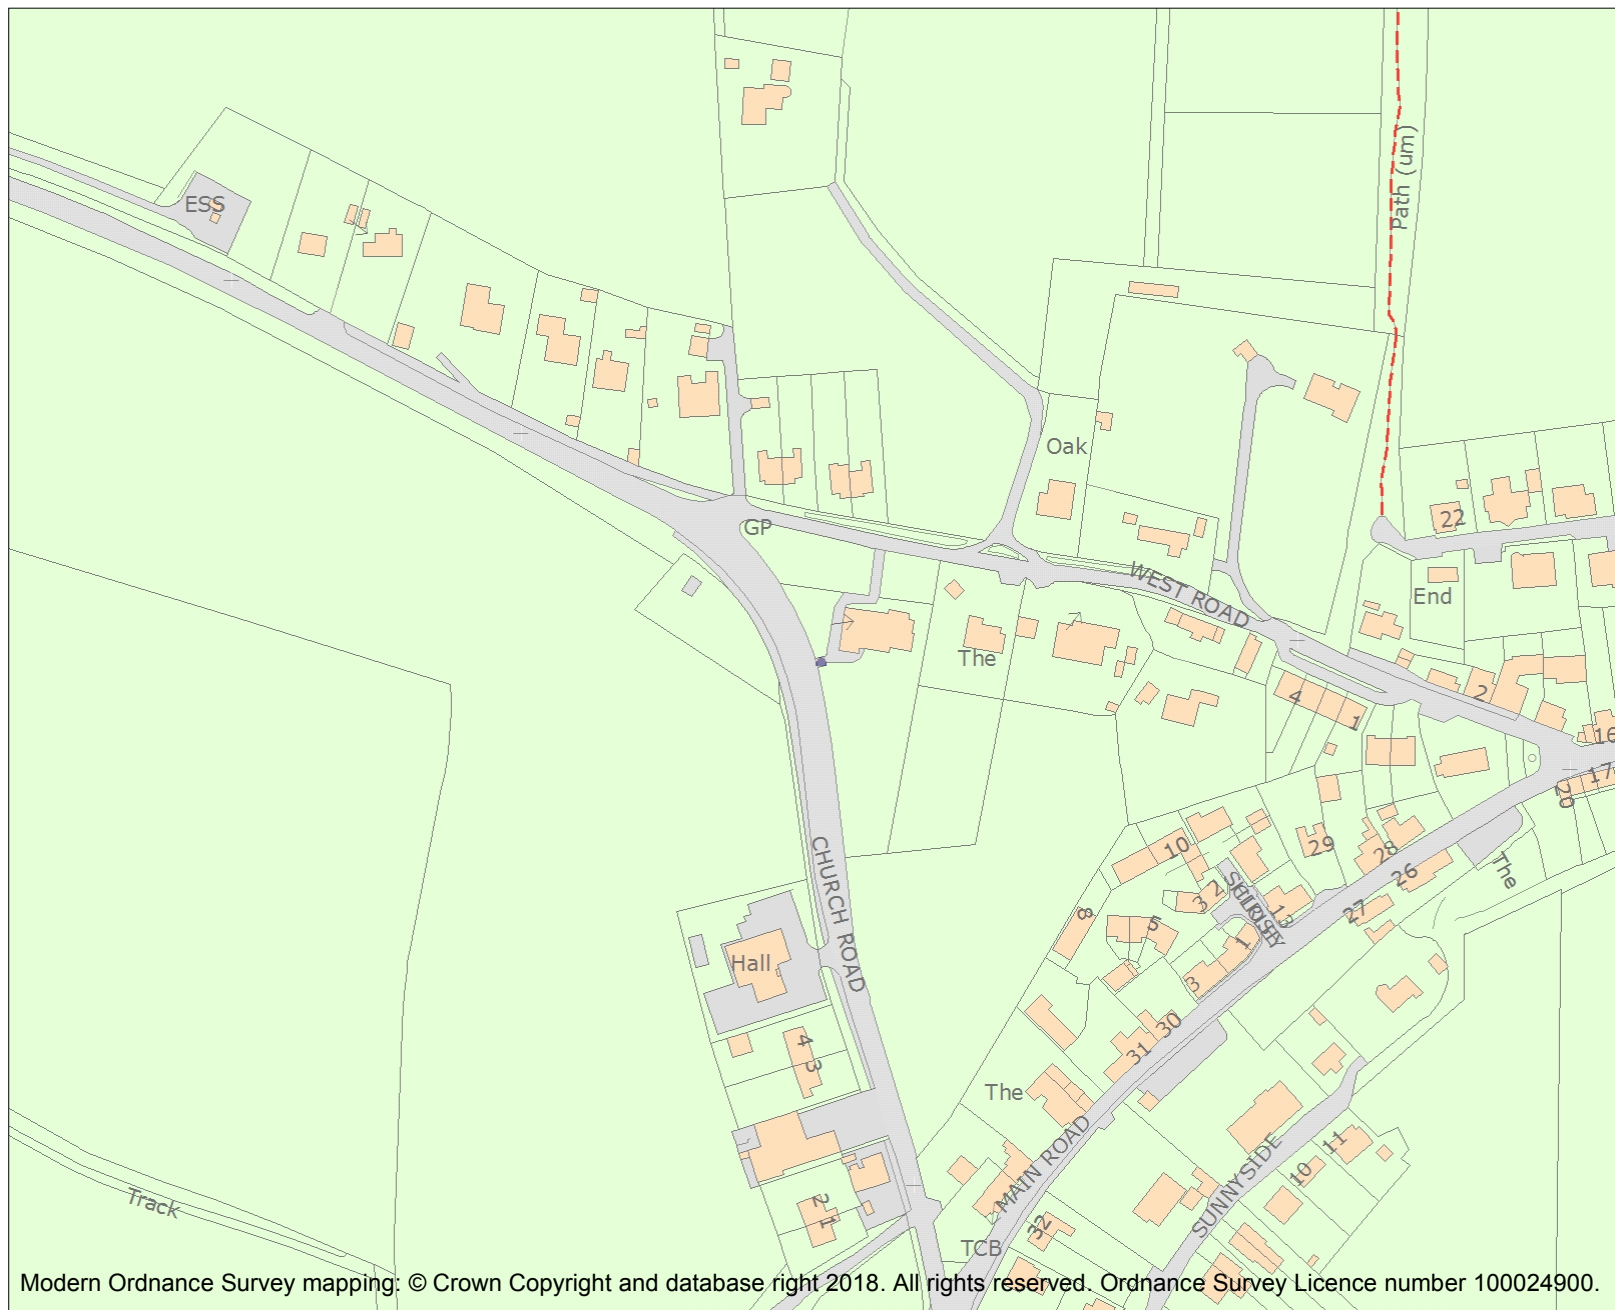 Path (um)
ESS
Oak
22
GP
WEST ROAD
End
The
4
1
2
16
17
20
CHURCH ROAD
10
29
28
26
The
2
3
13
27
8
5
1
3
Hall
30
31
4
3
The
MAIN ROAD
SUNNYSIDE
11
10
Track
2
1
32
TCB
Modern Ordnance Survey mapping: © Crown Copyright and database right 2018. All rights reserved. Ordnance Survey Licence number 100024900.